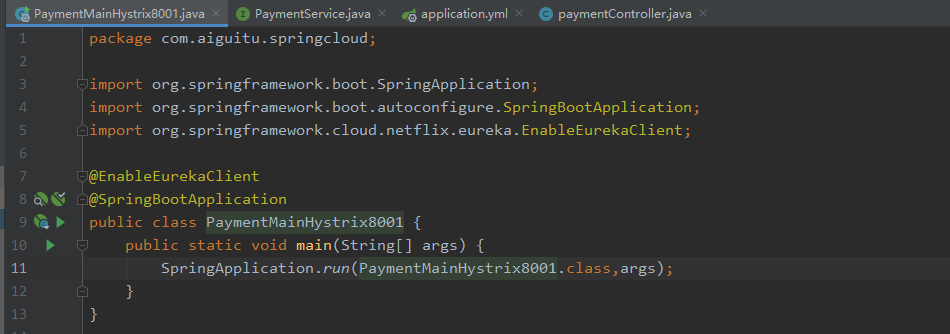 PaymentMainHystrix8001.java PaymentService.java application.yml paymentController.java
1 package com.aiguitu.springcloud;
2
3 import org.springframework.boot.SpringApplication;
4 import org.springframework.boot.autoconfigure.SpringBootApplication;
5 import org.springframework.cloud.netflix.eureka.EnableEurekaClient;
6
7 @EnableEurekaClient
8 @SpringBootApplication
9 public class PaymentMainHystrix8001 {
10 public static void main(String[] args) {
11 SpringApplication.run(PaymentMainHystrix8001.class,args);
12 }
13 }